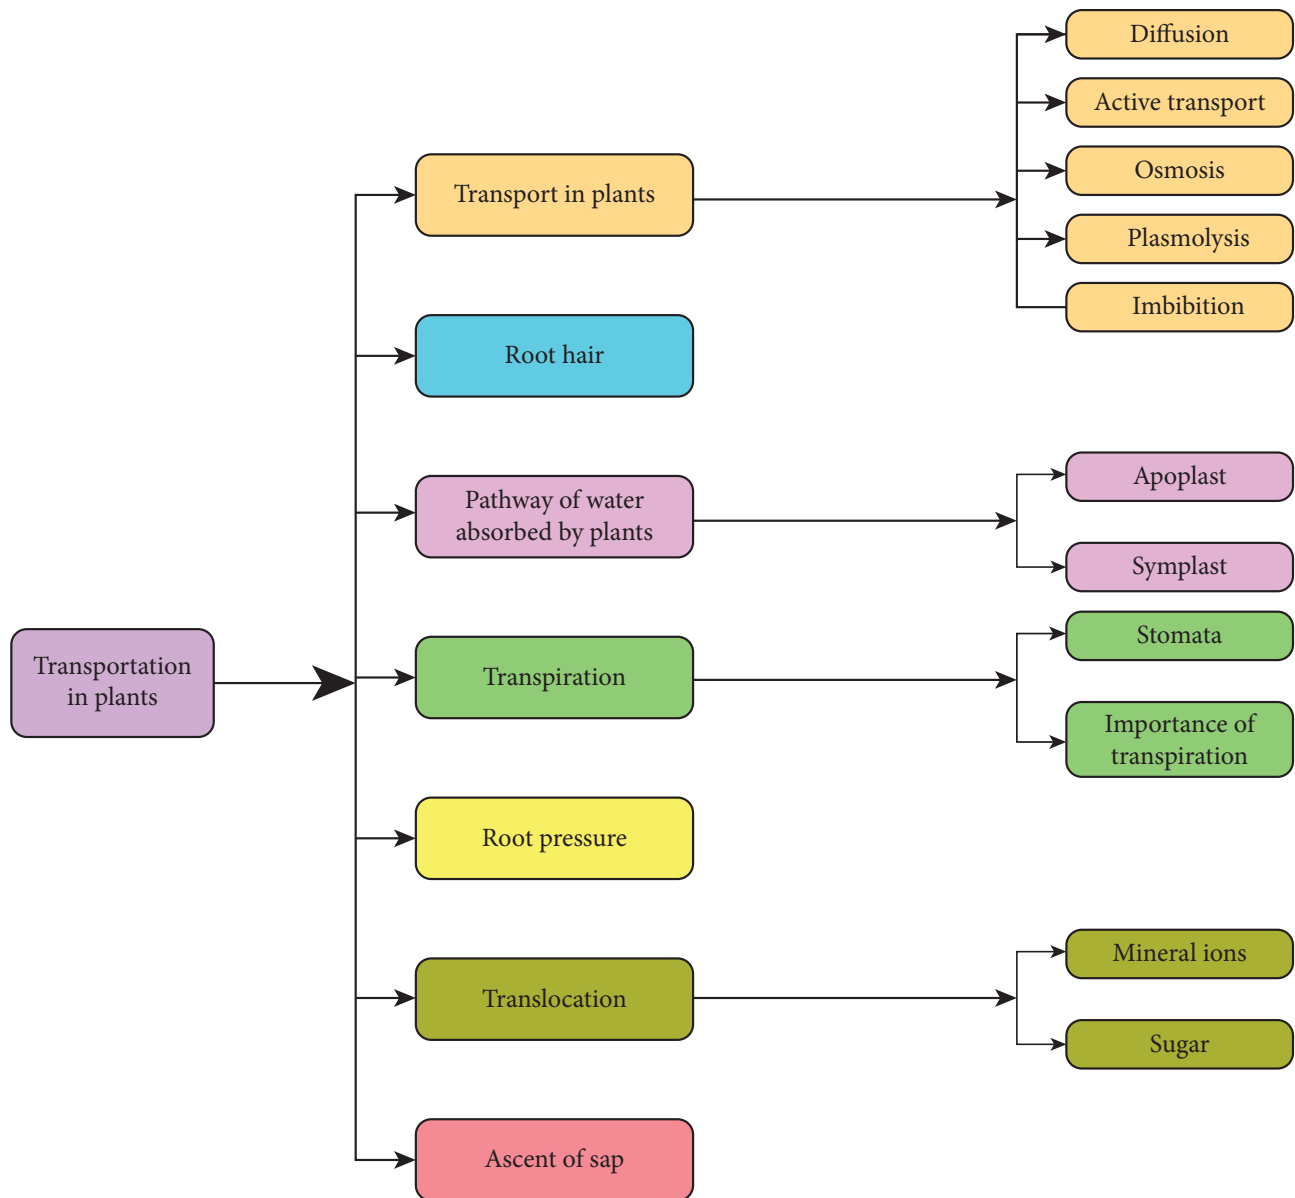 Transportation
in plants
Transport in plants
Diffusion
Active transport
Osmosis
Plasmolysis
Imbibition
Root hair
Pathway of water
absorbed by plants
Apoplast
Symplast
Transpiration
Stomata
Importance of
transpiration
Root pressure
Translocation
Mineral ions
Sugar
Ascent of sap